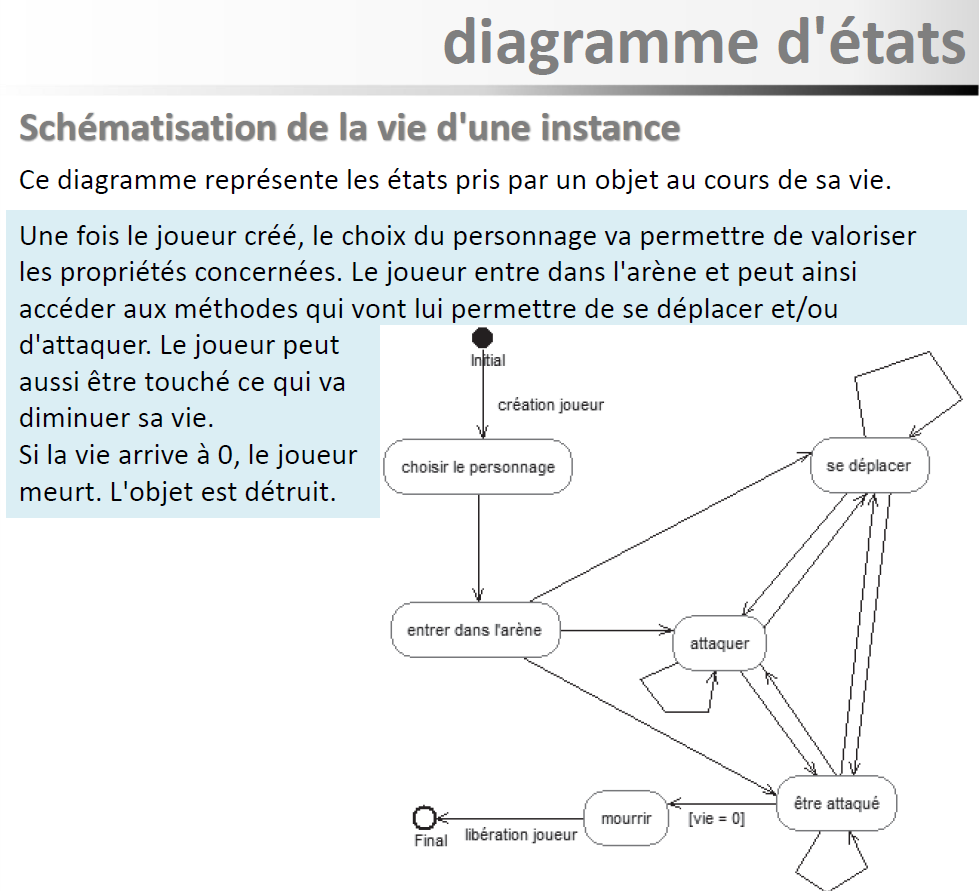 diagramme d'états
Schématisation de la vie d'une instance
Ce diagramme représente les états pris par un objet au cours de sa vie.
Une fois le joueur créé, le choix du personnage va permettre de valoriser
les propriétés concernées. Le joueur entre dans l'arène et peut ainsi
accéder aux méthodes qui vont lui permettre de se déplacer et/ou
d'attaquer. Le joueur peut
aussi être touché ce qui va
diminuer sa vie.
Si la vie arrive à 0, le joueur
meurt. L'objet est détruit.
Initial
création joueur
choisir le personnage
se déplacer
entrer dans l'arène
attaquer
être attaqué
mourrir
[vie = 0]
libération joueur
Final